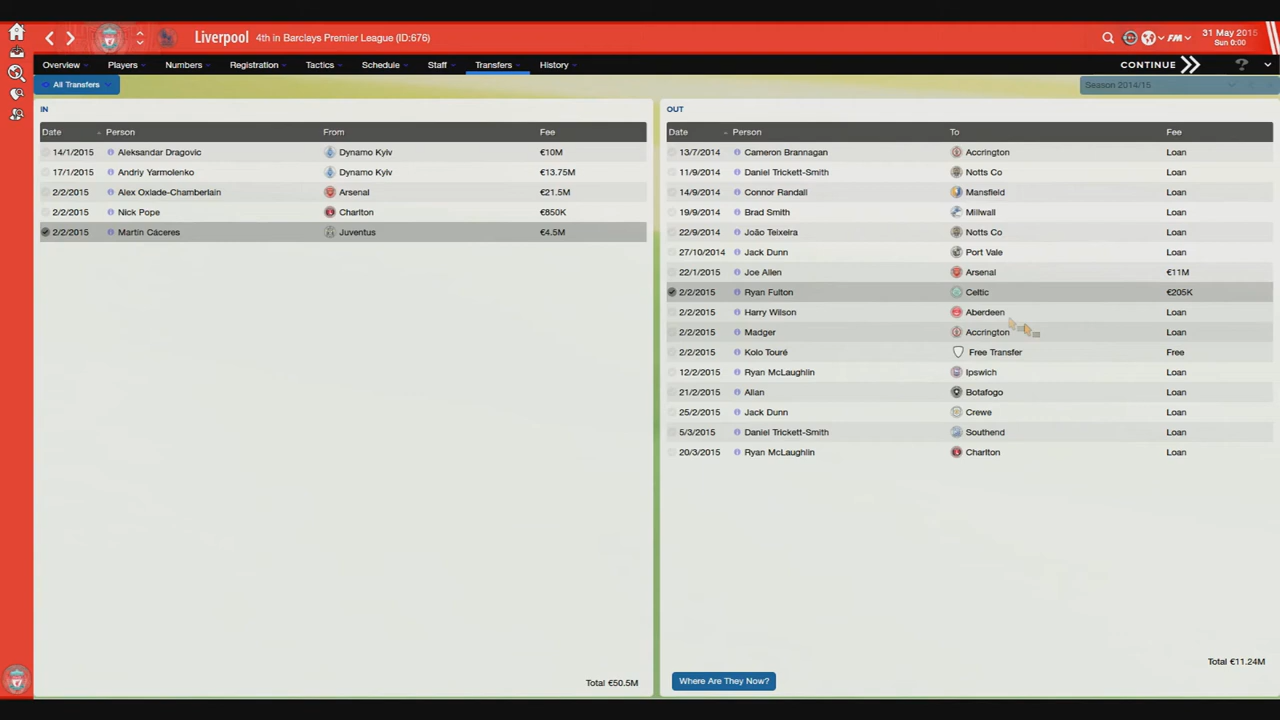 Liverpool 4th in Barclays Premier League (ID:676)
FM
31 May 2015
Sun 0:00
Overview Players Numbers Registration Tactics Schedule Staff Transfers History
CONTINUE ?
All Transfers
Season 2014/15
IN
Date Person From Fee
14/1/2015 Aleksandar Dragovic Dynamo Kyiv €10M
17/1/2015 Andriy Yarmolenko Dynamo Kyiv €13.75M
2/2/2015 Alex Oxlade-Chamberlain Arsenal €21.5M
2/2/2015 Nick Pope Charlton €850K
2/2/2015 Martín Cáceres Juventus €4.5M
Total €50.5M
OUT
Date Person To Fee
13/7/2014 Cameron Brannagan Accrington Loan
11/9/2014 Daniel Trickett-Smith Notts Co Loan
14/9/2014 Connor Randall Mansfield Loan
19/9/2014 Brad Smith Millwall Loan
22/9/2014 João Teixeira Notts Co Loan
27/10/2014 Jack Dunn Port Vale Loan
22/1/2015 Joe Allen Arsenal €11M
2/2/2015 Ryan Fulton Celtic €205K
2/2/2015 Harry Wilson Aberdeen Loan
2/2/2015 Madger Accrington Loan
2/2/2015 Kolo Touré Free Transfer Free
12/2/2015 Ryan McLaughlin Ipswich Loan
21/2/2015 Allan Botafogo Loan
25/2/2015 Jack Dunn Crewe Loan
5/3/2015 Daniel Trickett-Smith Southend Loan
20/3/2015 Ryan McLaughlin Charlton Loan
Total €11.24M
Where Are They Now?